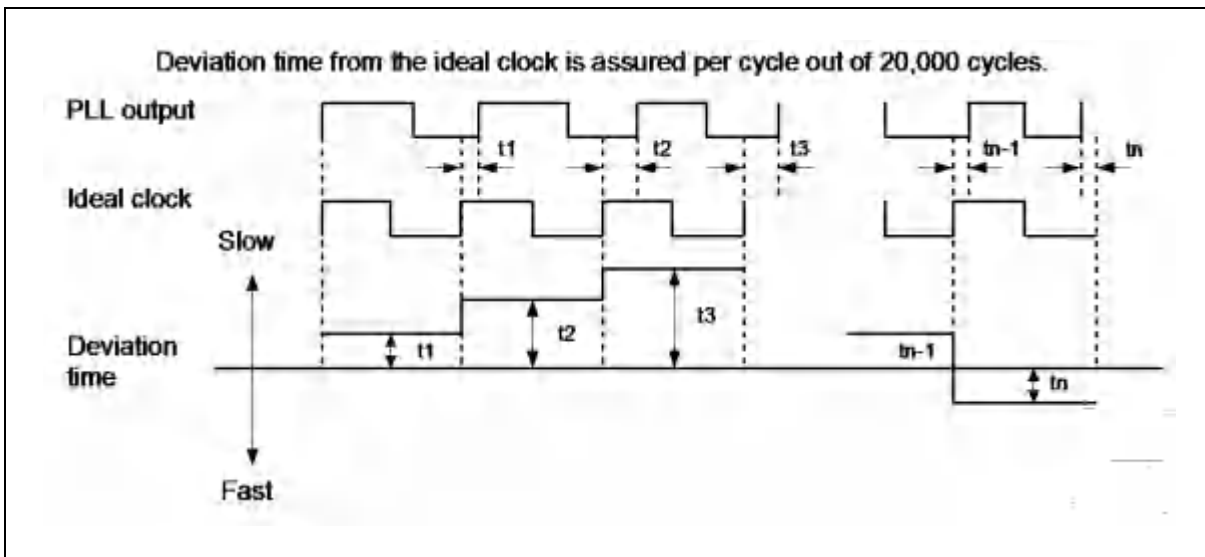 Deviation time from the ideal clock is assured per cycle out of 20,000 cycles.
PLL output
t1
t2
t3
tn-1
tn
Ideal clock
Slow
Deviation
time
t1
t2
t3
tn-1
tn
Fast